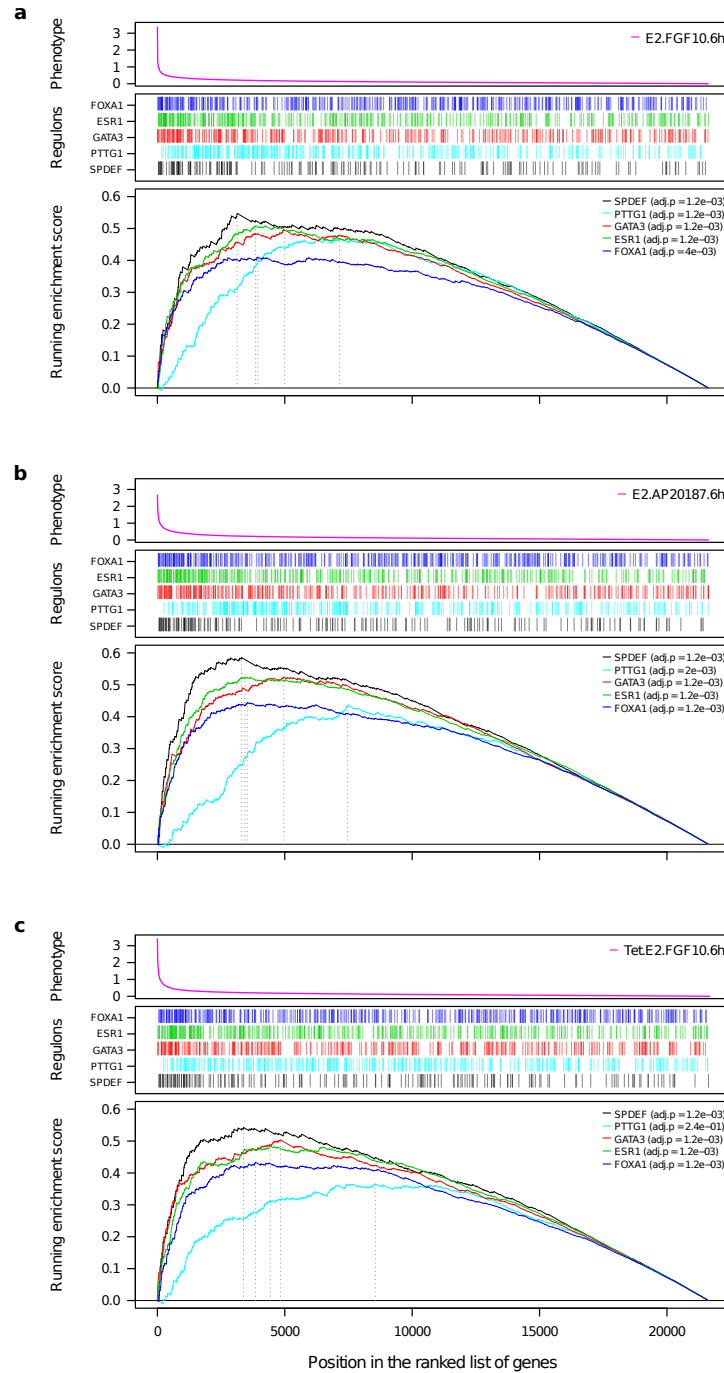 a
Phenotype
3
2
1
0
E2.FGF10.6h
Regulons
FOXA1
ESR1
GATA3
PTTG1
SPDEF
Running enrichment score
0.6
0.5
0.4
0.3
0.2
0.1
0.0
SPDEF (adj.p = 1.2e−03)
PTTG1 (adj.p = 1.2e−03)
GATA3 (adj.p = 1.2e−03)
ESR1 (adj.p = 1.2e−03)
FOXA1 (adj.p = 4e−03)
b
Phenotype
3
2
1
0
E2.AP20187.6h
Regulons
FOXA1
ESR1
GATA3
PTTG1
SPDEF
Running enrichment score
0.6
0.5
0.4
0.3
0.2
0.1
0.0
SPDEF (adj.p = 1.2e−03)
PTTG1 (adj.p = 2e−03)
GATA3 (adj.p = 1.2e−03)
ESR1 (adj.p = 1.2e−03)
FOXA1 (adj.p = 1.2e−03)
c
Phenotype
3
2
1
0
Tet.E2.FGF10.6h
Regulons
FOXA1
ESR1
GATA3
PTTG1
SPDEF
Running enrichment score
0.6
0.5
0.4
0.3
0.2
0.1
0.0
SPDEF (adj.p = 1.2e−03)
PTTG1 (adj.p = 2.4e−01)
GATA3 (adj.p = 1.2e−03)
ESR1 (adj.p = 1.2e−03)
FOXA1 (adj.p = 1.2e−03)
0 5000 10000 15000 20000
Position in the ranked list of genes